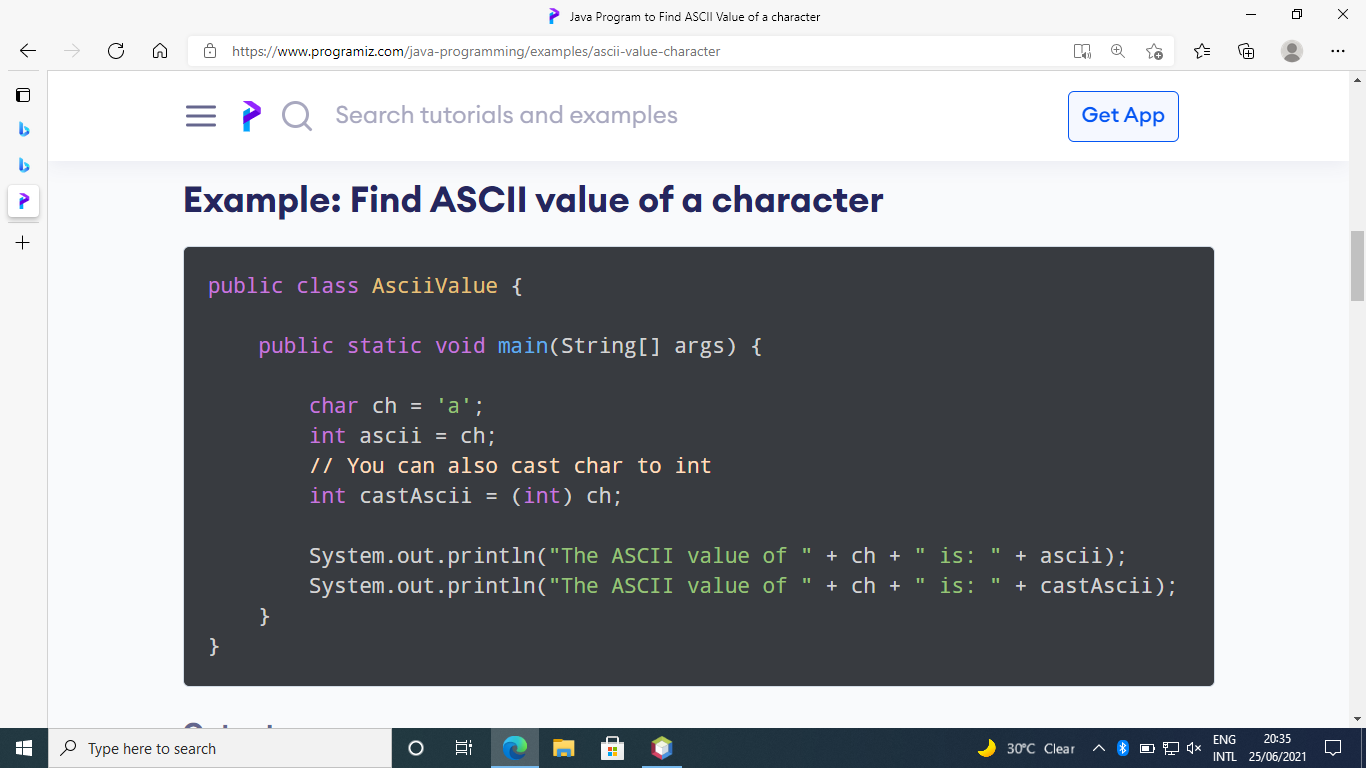 Java Program to Find ASCII Value of a character
https://www.programiz.com/java-programming/examples/ascii-value-character
Search tutorials and examples
Get App
Example: Find ASCII value of a character
public class AsciiValue {
public static void main(String[] args) {
char ch = 'a';
int ascii = ch;
// You can also cast char to int
int castAscii = (int) ch;
System.out.println("The ASCII value of " + ch + " is: " + ascii);
System.out.println("The ASCII value of " + ch + " is: " + castAscii);
}
}
Type here to search
30°C Clear
ENG
INTL
20:35
25/06/2021